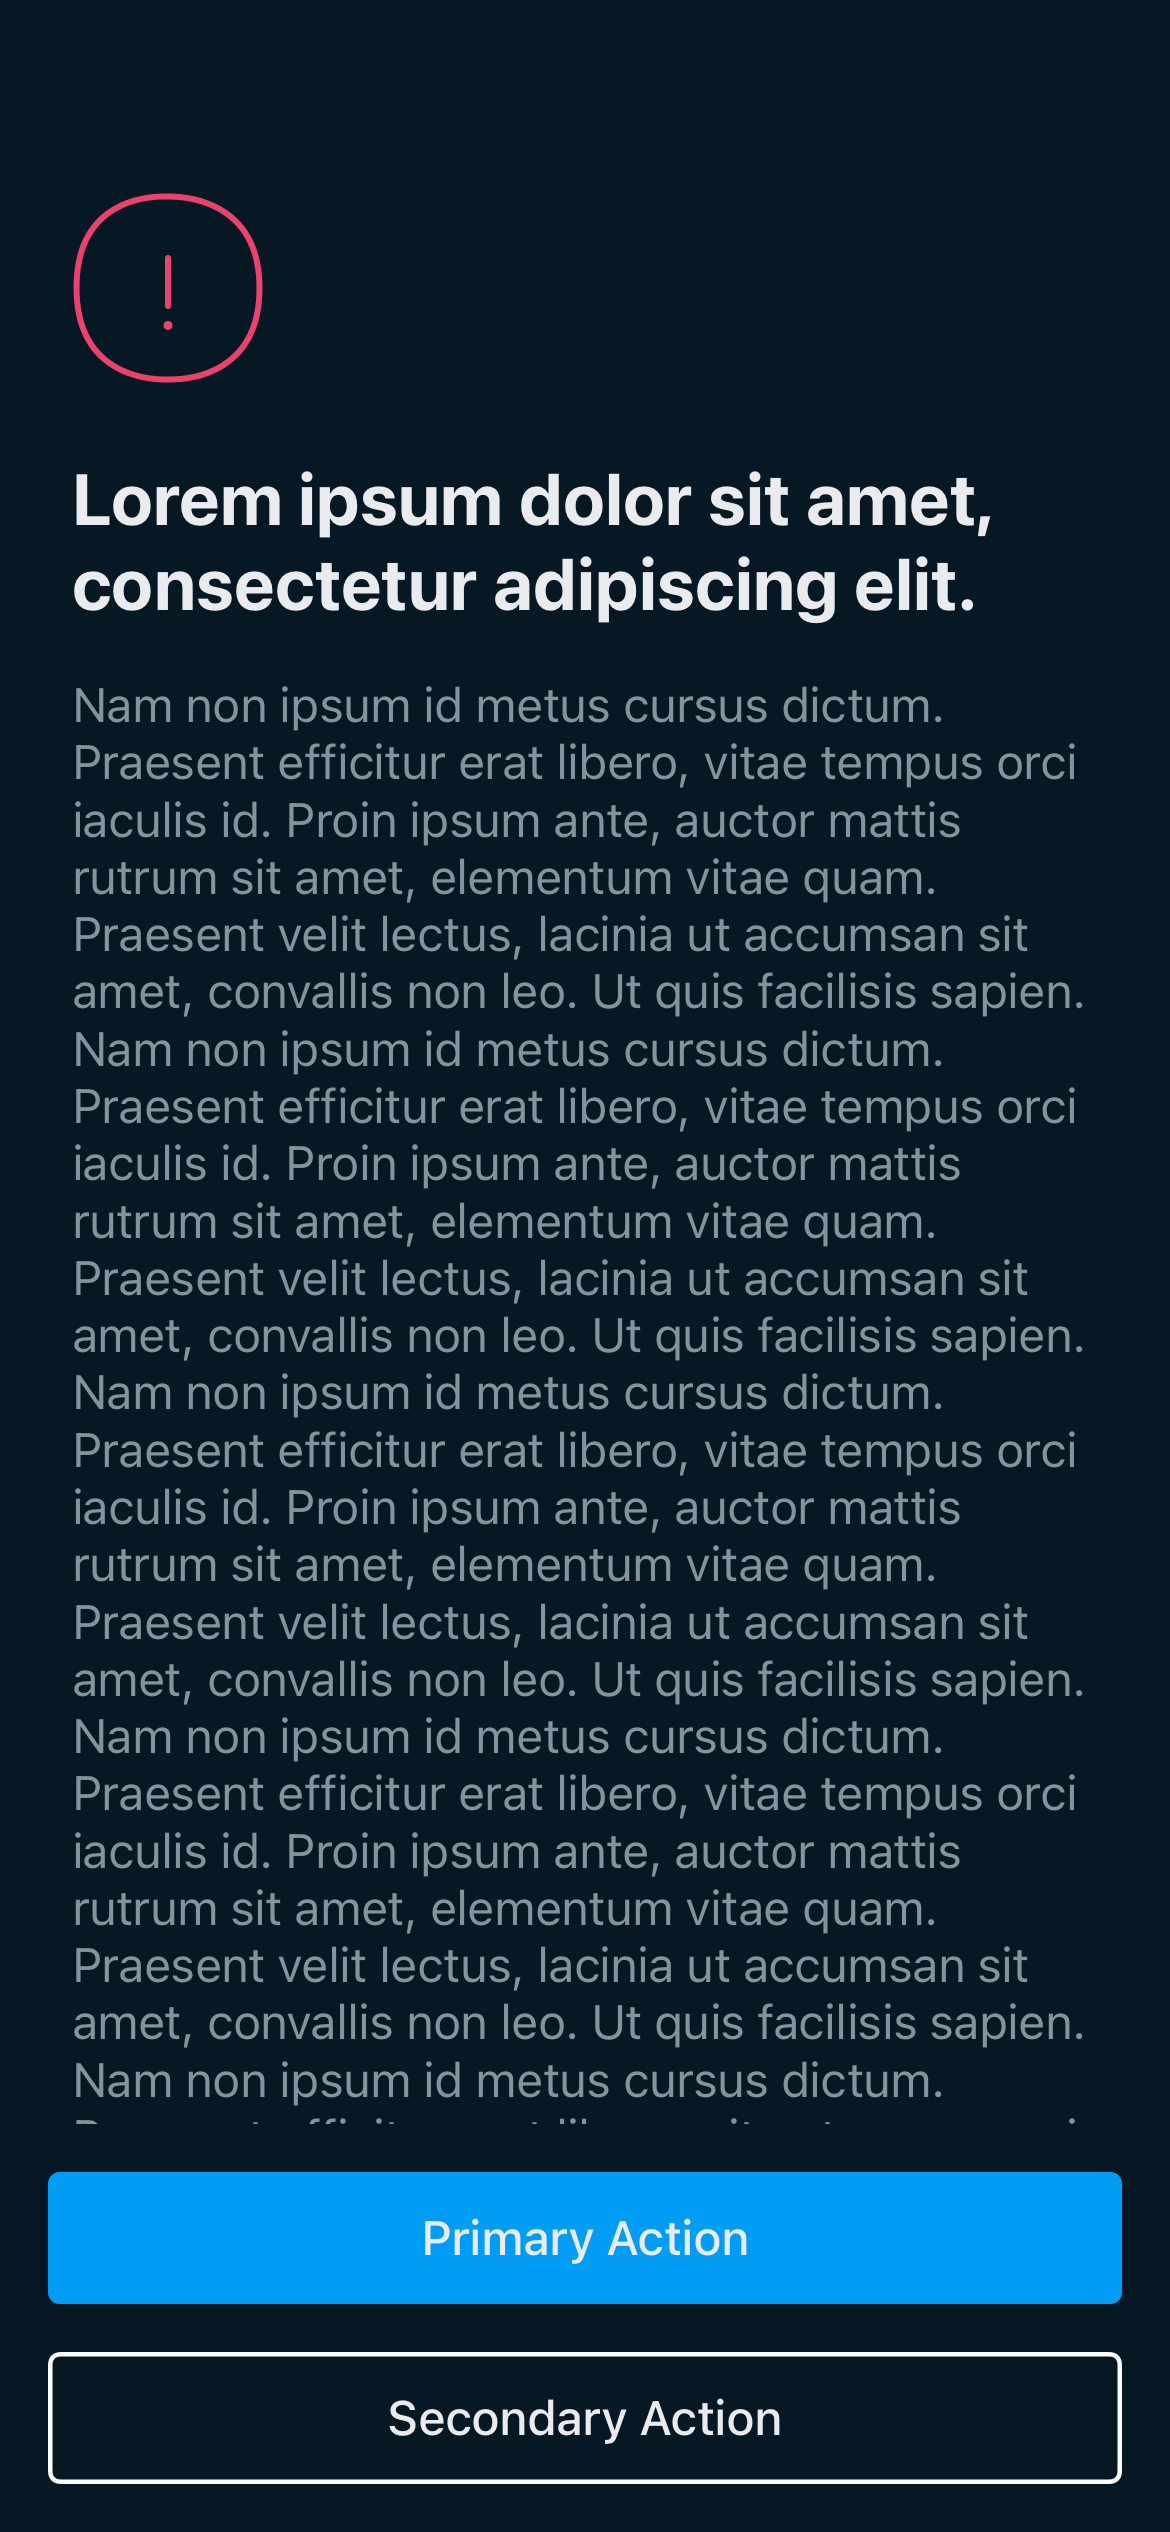 Lorem ipsum dolor sit amet,
consectetur adipiscing elit.
Nam non ipsum id metus cursus dictum.
Praesent efficitur erat libero, vitae tempus orci
iaculis id. Proin ipsum ante, auctor mattis
rutrum sit amet, elementum vitae quam.
Praesent velit lectus, lacinia ut accumsan sit
amet, convallis non leo. Ut quis facilisis sapien.
Nam non ipsum id metus cursus dictum.
Praesent efficitur erat libero, vitae tempus orci
iaculis id. Proin ipsum ante, auctor mattis
rutrum sit amet, elementum vitae quam.
Praesent velit lectus, lacinia ut accumsan sit
amet, convallis non leo. Ut quis facilisis sapien.
Nam non ipsum id metus cursus dictum.
Praesent efficitur erat libero, vitae tempus orci
iaculis id. Proin ipsum ante, auctor mattis
rutrum sit amet, elementum vitae quam.
Praesent velit lectus, lacinia ut accumsan sit
amet, convallis non leo. Ut quis facilisis sapien.
Nam non ipsum id metus cursus dictum.
Praesent efficitur erat libero, vitae tempus orci
iaculis id. Proin ipsum ante, auctor mattis
rutrum sit amet, elementum vitae quam.
Praesent velit lectus, lacinia ut accumsan sit
amet, convallis non leo. Ut quis facilisis sapien.
Nam non ipsum id metus cursus dictum.
Primary Action
Secondary Action